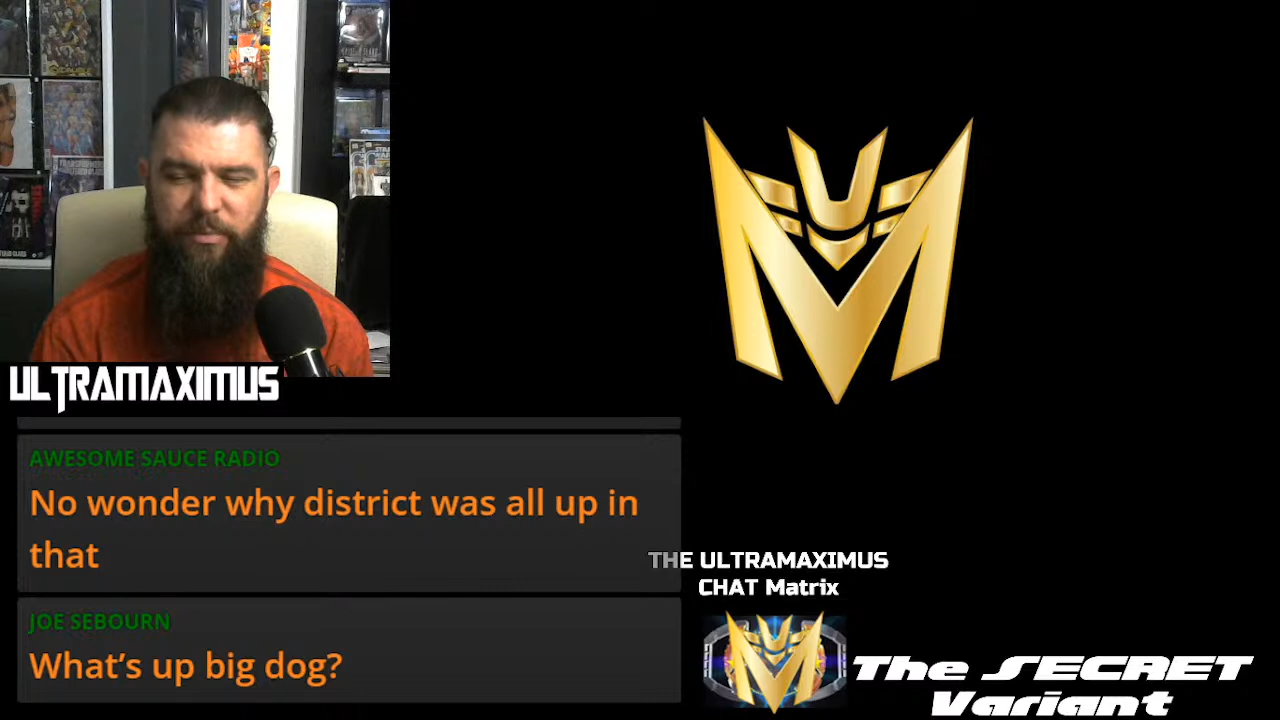 ULTRAMAXIMUS
AWESOME SAUCE RADIO
No wonder why district was all up in
that
JOE SEBOURN
What's up big dog?
THE ULTRAMAXIMUS
CHAT Matrix
The SECRET
Variant